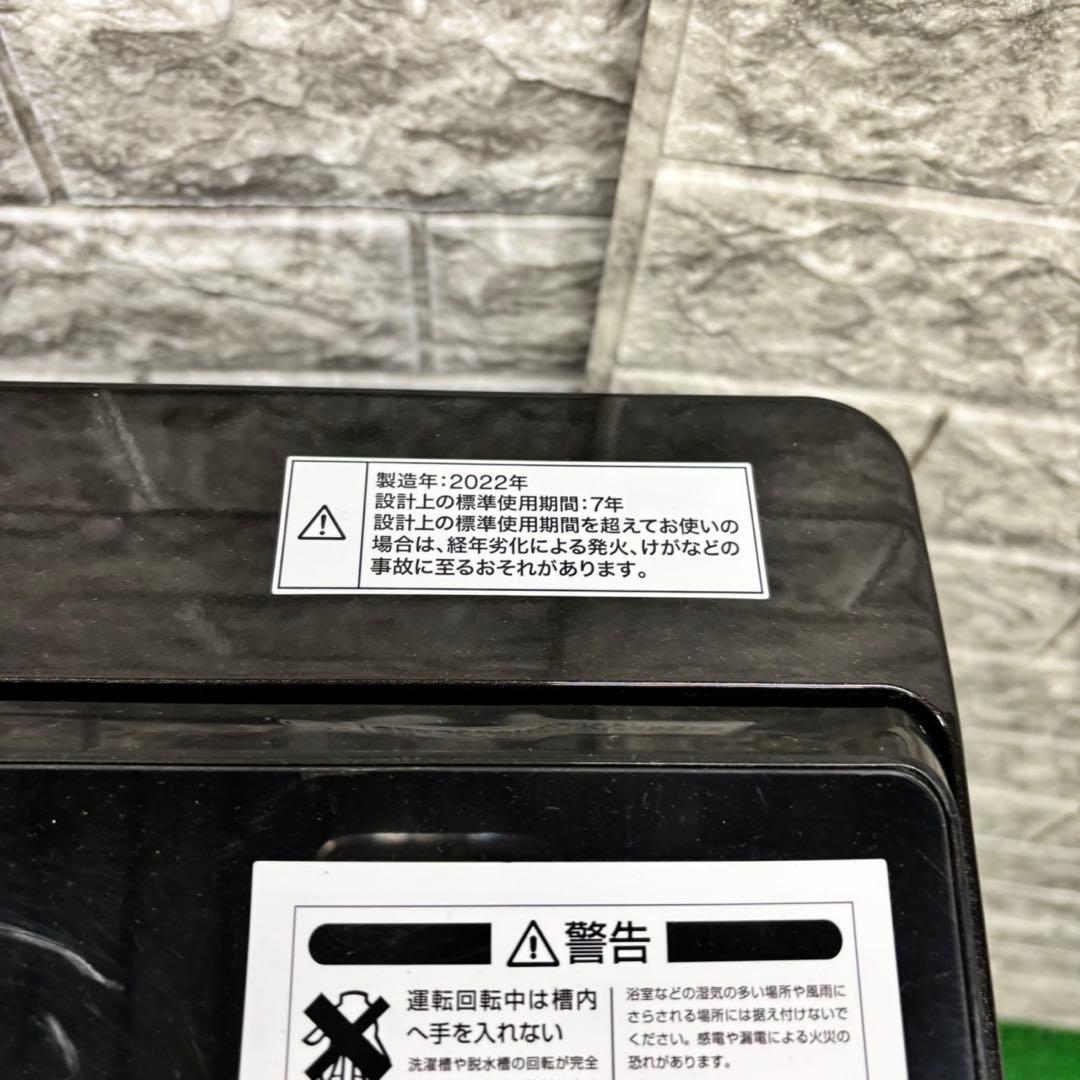 製造年:2022年
設計上の標準使用期間:7年
設計上の標準使用期間を超えてお使いの
場合は、経年劣化による発火、けがなどの
事故に至るおそれがあります。
警告
運転回転中は槽内
へ手を入れない
洗濯槽や脱水槽の回転が完全
浴室などの湿気の多い場所や風雨に
さらされる場所には据え付けないで
ください。感電や漏電による火災の
恐れがあります。